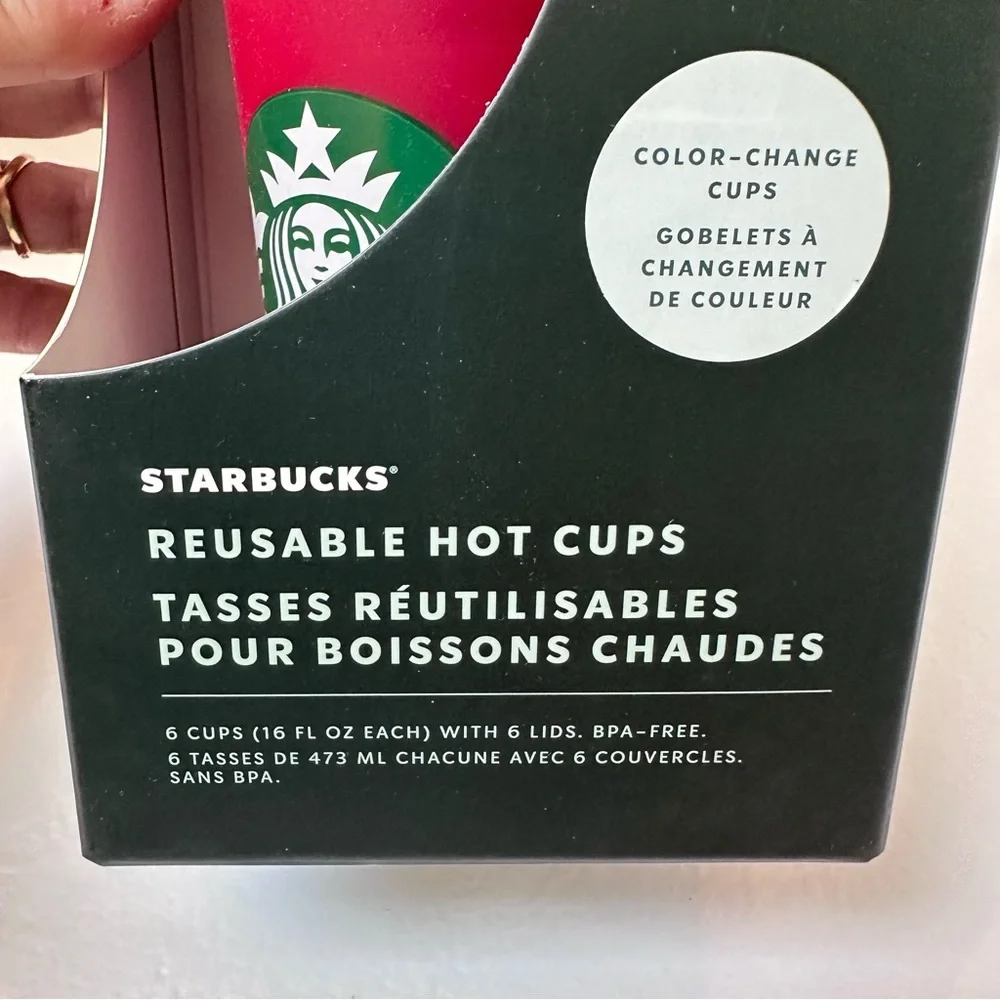 COLOR-CHANGE
CUPS
GOBELETS À
CHANGEMENT
DE COULEUR
STARBUCKS®
REUSABLE HOT CUPS
TASSES RÉUTILISABLES
POUR BOISSONS CHAUDES
6 CUPS (16 FL OZ EACH) WITH 6 LIDS. BPA-FREE.
6 TASSES DE 473 ML CHACUNE AVEC 6 COUVERCLES.
SANS BPA.